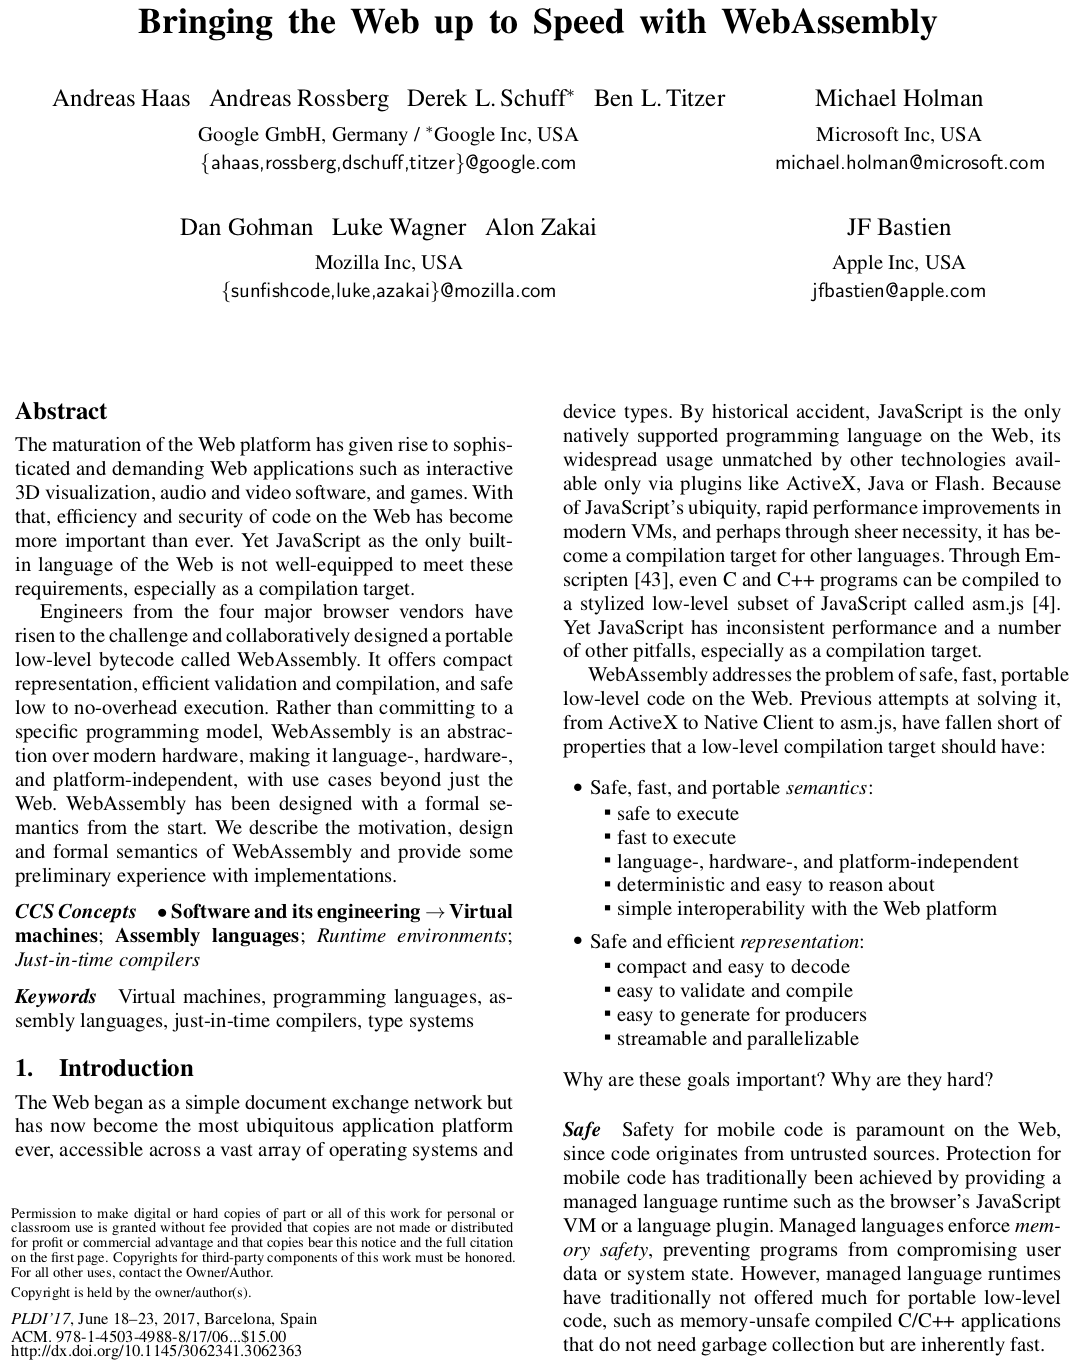 Bringing the Web up to Speed with WebAssembly
Andreas Haas Andreas Rossberg Derek L. Schuff* Ben L. Titzer
Google GmbH, Germany / *Google Inc, USA
{ahaas,rossberg,dschuff,titzer}@google.com
Michael Holman
Microsoft Inc, USA
michael.holman@microsoft.com
Dan Gohman Luke Wagner Alon Zakai
Mozilla Inc, USA
{sunfishcode,luke,azakai}@mozilla.com
JF Bastien
Apple Inc, USA
jfbastien@apple.com
Abstract
The maturation of the Web platform has given rise to sophis-
ticated and demanding Web applications such as interactive
3D visualization, audio and video software, and games. With
that, efficiency and security of code on the Web has become
more important than ever. Yet JavaScript as the only built-
in language of the Web is not well-equipped to meet these
requirements, especially as a compilation target.
Engineers from the four major browser vendors have
risen to the challenge and collaboratively designed a portable
low-level bytecode called WebAssembly. It offers compact
representation, efficient validation and compilation, and safe
low to no-overhead execution. Rather than committing to a
specific programming model, WebAssembly is an abstrac-
tion over modern hardware, making it language-, hardware-,
and platform-independent, with use cases beyond just the
Web. WebAssembly has been designed with a formal se-
mantics from the start. We describe the motivation, design
and formal semantics of WebAssembly and provide some
preliminary experience with implementations.
CCS Concepts • Software and its engineering → Virtual
machines; Assembly languages; Runtime environments;
Just-in-time compilers
Keywords Virtual machines, programming languages, as-
sembly languages, just-in-time compilers, type systems
1. Introduction
The Web began as a simple document exchange network but
has now become the most ubiquitous application platform
ever, accessible across a vast array of operating systems and
Permission to make digital or hard copies of part or all of this work for personal or
classroom use is granted without fee provided that copies are not made or distributed
for profit or commercial advantage and that copies bear this notice and the full citation
on the first page. Copyrights for third-party components of this work must be honored.
For all other uses, contact the Owner/Author.
Copyright is held by the owner/author(s).
PLDI'17, June 18–23, 2017, Barcelona, Spain
ACM. 978-1-4503-4988-8/17/06...$15.00
http://dx.doi.org/10.1145/3062341.3062363
device types. By historical accident, JavaScript is the only
natively supported programming language on the Web, its
widespread usage unmatched by other technologies avail-
able only via plugins like ActiveX, Java or Flash. Because
of JavaScript's ubiquity, rapid performance improvements in
modern VMs, and perhaps through sheer necessity, it has be-
come a compilation target for other languages. Through Em-
scripten [43], even C and C++ programs can be compiled to
a stylized low-level subset of JavaScript called asm.js [4].
Yet JavaScript has inconsistent performance and a number
of other pitfalls, especially as a compilation target.
WebAssembly addresses the problem of safe, fast, portable
low-level code on the Web. Previous attempts at solving it,
from ActiveX to Native Client to asm.js, have fallen short of
properties that a low-level compilation target should have:
• Safe, fast, and portable semantics:
▪ safe to execute
▪ fast to execute
▪ language-, hardware-, and platform-independent
▪ deterministic and easy to reason about
▪ simple interoperability with the Web platform
• Safe and efficient representation:
▪ compact and easy to decode
▪ easy to validate and compile
▪ easy to generate for producers
▪ streamable and parallelizable
Why are these goals important? Why are they hard?
Safe Safety for mobile code is paramount on the Web,
since code originates from untrusted sources. Protection for
mobile code has traditionally been achieved by providing a
managed language runtime such as the browser's JavaScript
VM or a language plugin. Managed languages enforce mem-
ory safety, preventing programs from compromising user
data or system state. However, managed language runtimes
have traditionally not offered much for portable low-level
code, such as memory-unsafe compiled C/C++ applications
that do not need garbage collection but are inherently fast.